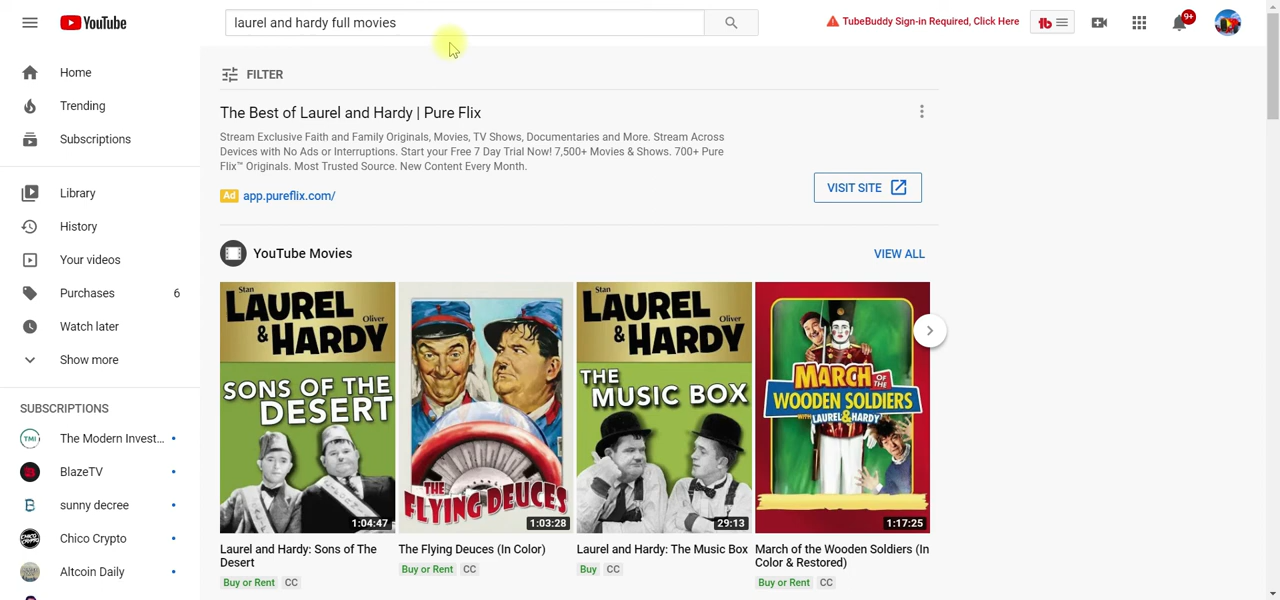 YouTube
laurel and hardy full movies
TubeBuddy Sign-in Required, Click Here
tb
9+
Home
Trending
Subscriptions
Library
History
Your videos
Purchases 6
Watch later
Show more
SUBSCRIPTIONS
TMI The Modern Invest...
BlazeTV
sunny decree
Chico Crypto
Altcoin Daily
FILTER
The Best of Laurel and Hardy | Pure Flix
Stream Exclusive Faith and Family Originals, Movies, TV Shows, Documentaries and More. Stream Across
Devices with No Ads or Interruptions. Start your Free 7 Day Trial Now! 7,500+ Movies & Shows. 700+ Pure
Flix™ Originals. Most Trusted Source. New Content Every Month.
Ad app.pureflix.com/
VISIT SITE
YouTube Movies
VIEW ALL
Stan
LAUREL
& HARDY
Oliver
SONS OF THE
DESERT
1:04:47
THE
FLYING DEUCES
1:03:28
Stan
LAUREL
& HARDY
Oliver
THE
MUSIC BOX
29:13
MARCH OF THE
WOODEN SOLDIERS
WITH LAUREL & HARDY
1:17:25
Laurel and Hardy: Sons of The
Desert
Buy or Rent CC
The Flying Deuces (In Color)
Buy or Rent CC
Laurel and Hardy: The Music Box
Buy CC
March of the Wooden Soldiers (In
Color & Restored)
Buy or Rent CC